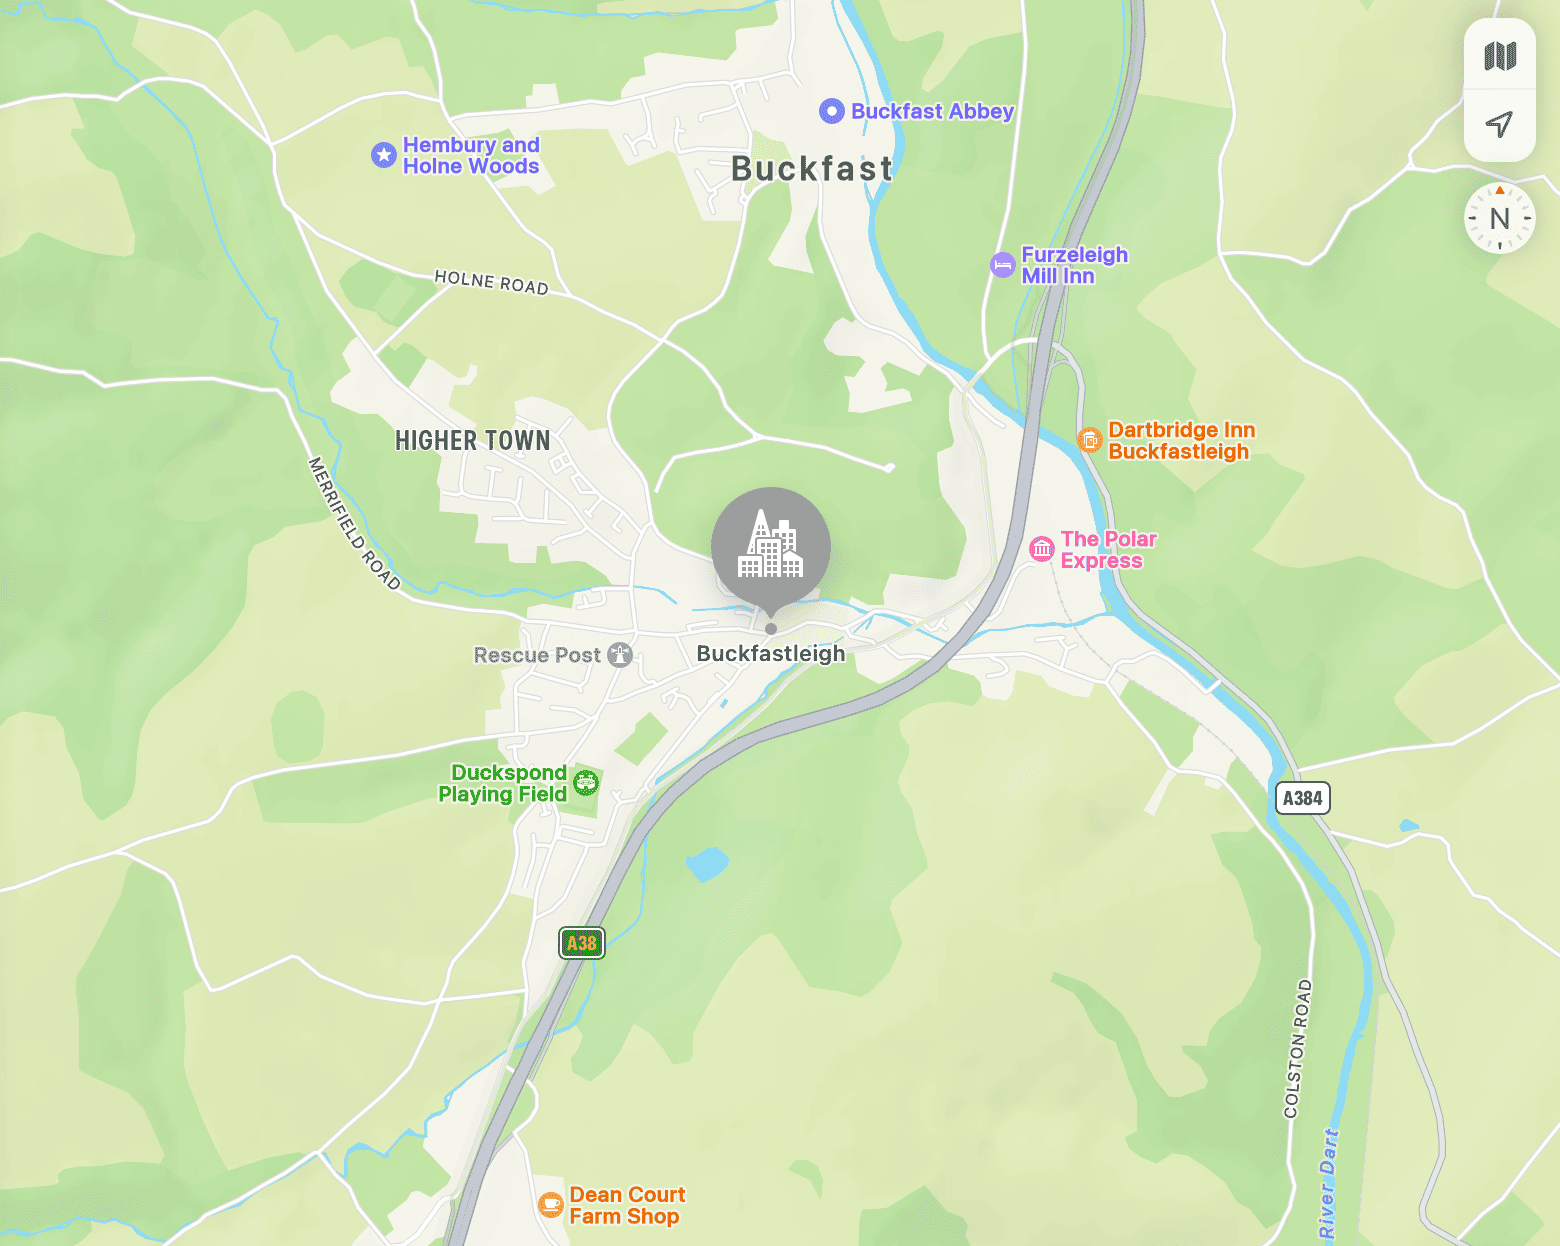 Buckfast Abbey
Hembury and
Holne Woods
Buckfast
N
Furzeleigh
Mill Inn
HOLNE ROAD
HIGHER TOWN
Dartbridge Inn
Buckfastleigh
MERRIFIELD ROAD
The Polar
Express
Rescue Post
Buckfastleigh
Duckspond
Playing Field
A384
A38
COLSTON ROAD
River Dart
Dean Court
Farm Shop